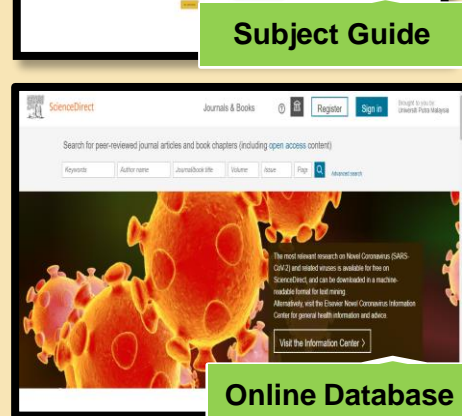 Subject Guide
ScienceDirect
Journals & Books
Register
Sign in
Brought to you by:
Universiti Putra Malaysia
Search for peer-reviewed journal articles and book chapters (including open access content)
Keywords
Author name
Journal/book title
Volume
Issue
Page
Advanced search
The most relevant research on Novel Coronavirus (SARS-
CoV-2) and related viruses is available for free on
ScienceDirect, and can be downloaded in a machine-
readable format for text mining.
Alternatively, visit the Elsevier Novel Coronavirus Information
Center for general health information and advice.
Visit the Information Center >
Online Database